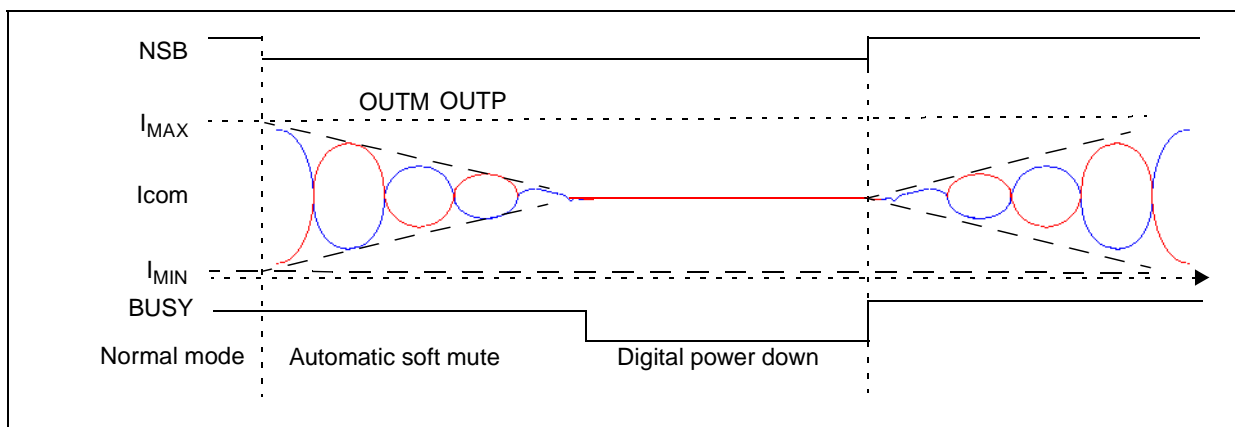 NSB
OUTM OUTP
IMAX
Icom
IMIN
BUSY
Normal mode Automatic soft mute Digital power down